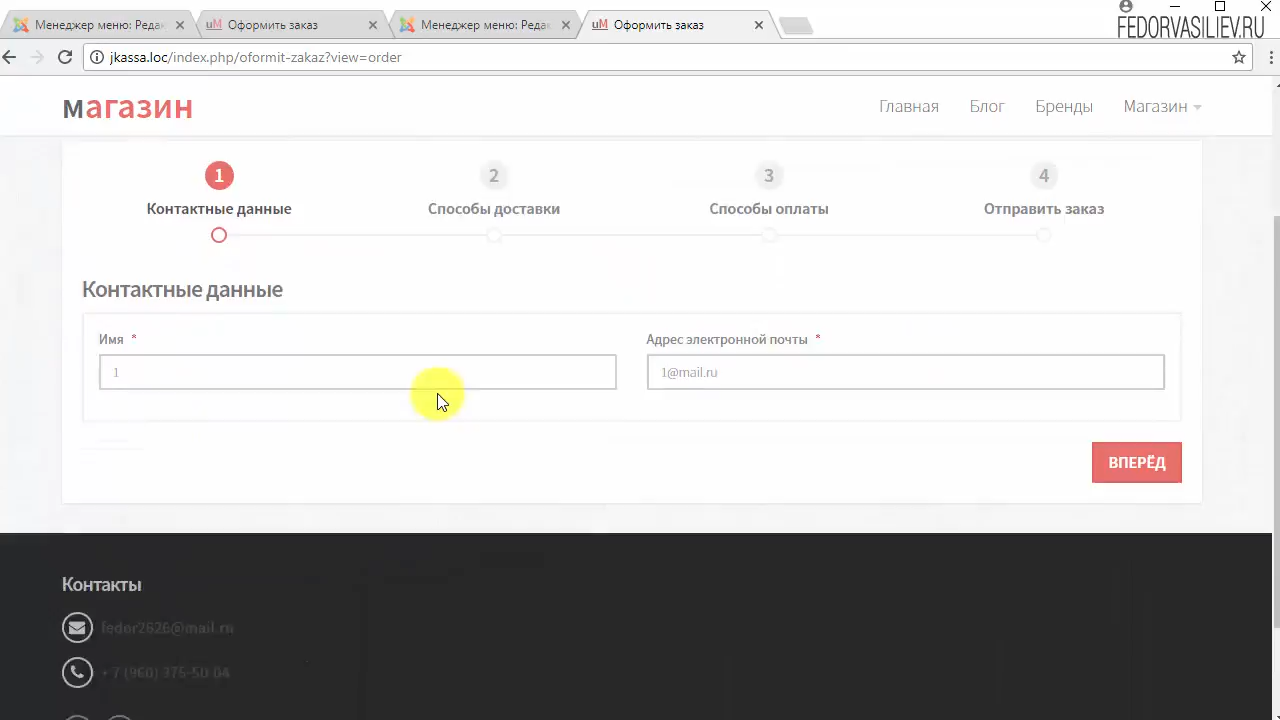 Менеджер меню: Реда
Оформить заказ
Менеджер меню: Реда
Оформить заказ
FEDORVASILIEV.RU
jkassa.loc/index.php/oformit-zakaz?view=order
магазин
Главная
Блог
Бренды
Магазин
1
2
3
4
Контактные данные
Способы доставки
Способы оплаты
Отправить заказ
Контактные данные
Имя *
Адрес электронной почты *
1
1@mail.ru
ВПЕРЁД
Контакты
fedor2626@mail.ru
+ 7 (960) 375-50-04